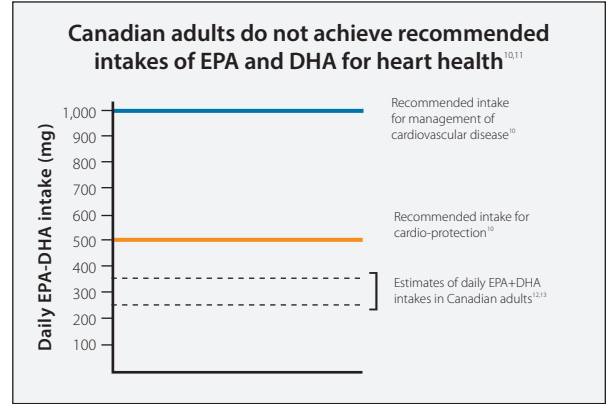 Canadian adults do not achieve recommended
intakes of EPA and DHA for heart health10,11
Daily EPA-DHA intake (mg)
1,000
900
800
700
600
500
400
300
200
100
Recommended intake
for management of
cardiovascular disease10
Recommended intake for
cardio-protection10
Estimates of daily EPA+DHA
intakes in Canadian adults12,13